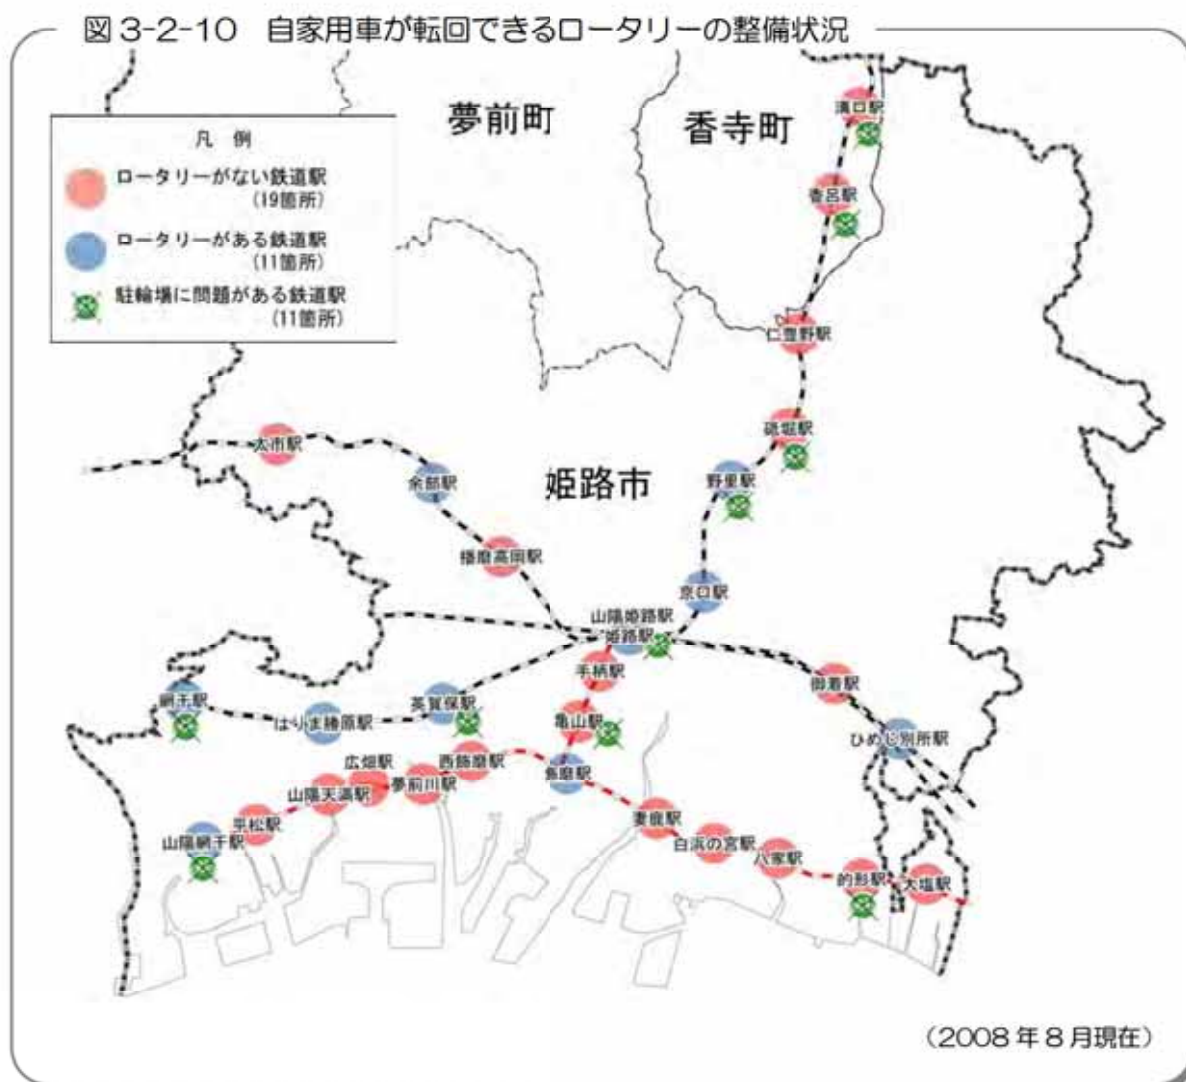 図 3-2-10　自家用車が転回できるロータリーの整備状況
夢前町
香寺町
凡 例
ロータリーがない鉄道駅
(19箇所)
ロータリーがある鉄道駅
(11箇所)
駐輪場に問題がある鉄道駅
(11箇所)
溝口駅
香呂駅
仁豊野駅
砥堀駅
太市駅
余部駅
姫路市
野里駅
播磨高岡駅
京口駅
山陽姫路駅
姫路駅
手柄駅
御着駅
網干駅
はりま勝原駅
英賀保駅
亀山駅
ひめじ別所駅
広畑駅
西飾磨駅
飾磨駅
山陽天満駅
夢前川駅
平松駅
山陽網干駅
妻鹿駅
白浜の宮駅
八家駅
的形駅
大塩駅
（2008 年 8 月現在）